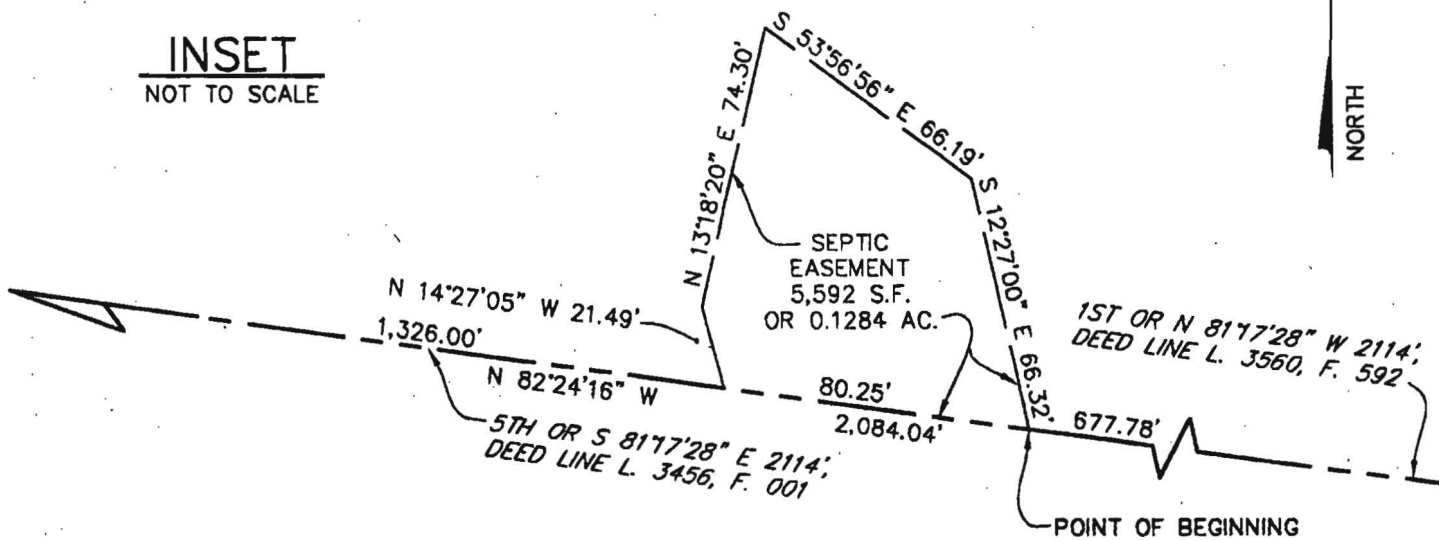 INSET
NOT TO SCALE
S 53°56'56" E 66.19'
N 13°18'20" E 74.30'
NORTH
S 12°27'00" E 66.32'
SEPTIC
EASEMENT
5,592 S.F.
OR 0.1284 AC.
N 14°27'05" W 21.49'
1,326.00'
N 82°24'16" W
80.25'
2,084.04'
677.78'
1ST OR N 81°17'28" W 2114',
DEED LINE L. 3560, F. 592
5TH OR S 81°17'28" E 2114',
DEED LINE L. 3456, F. 001
POINT OF BEGINNING